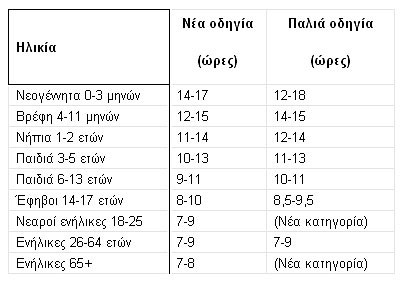 Ηλικία Νέα οδηγία Παλιά οδηγία
(ώρες) (ώρες)
Νεογέννητα 0-3 μηνών 14-17 12-18
Βρέφη 4-11 μηνών 12-15 14-15
Νήπια 1-2 ετών 11-14 12-14
Παιδιά 3-5 ετών 10-13 11-13
Παιδιά 6-13 ετών 9-11 10-11
Έφηβοι 14-17 ετών 8-10 8,5-9,5
Νεαροί ενήλικες 18-25 7-9 (Νέα κατηγορία)
Ενήλικες 26-64 ετών 7-9 7-9
Ενήλικες 65+ 7-8 (Νέα κατηγορία)